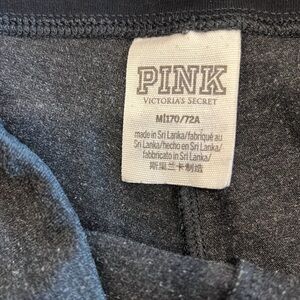 PINK
VICTORIA'S SECRET
M|170/72A
made in Sri Lanka/fabriqué au
Sri Lanka/hecho en Sri Lanka/
fabbricato in Sri Lanka/
斯里兰卡制造